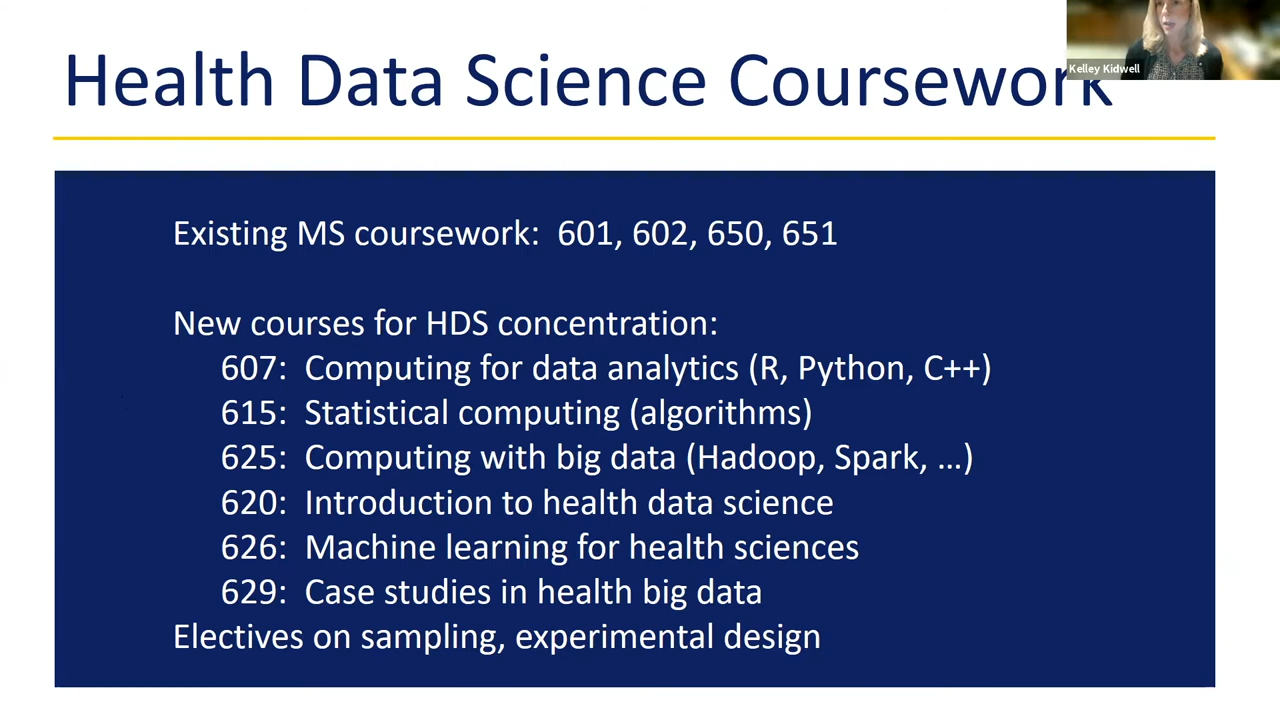 Health Data Science Coursework
Kelley Kidwell
Existing MS coursework: 601, 602, 650, 651
New courses for HDS concentration:
607: Computing for data analytics (R, Python, C++)
615: Statistical computing (algorithms)
625: Computing with big data (Hadoop, Spark, …)
620: Introduction to health data science
626: Machine learning for health sciences
629: Case studies in health big data
Electives on sampling, experimental design